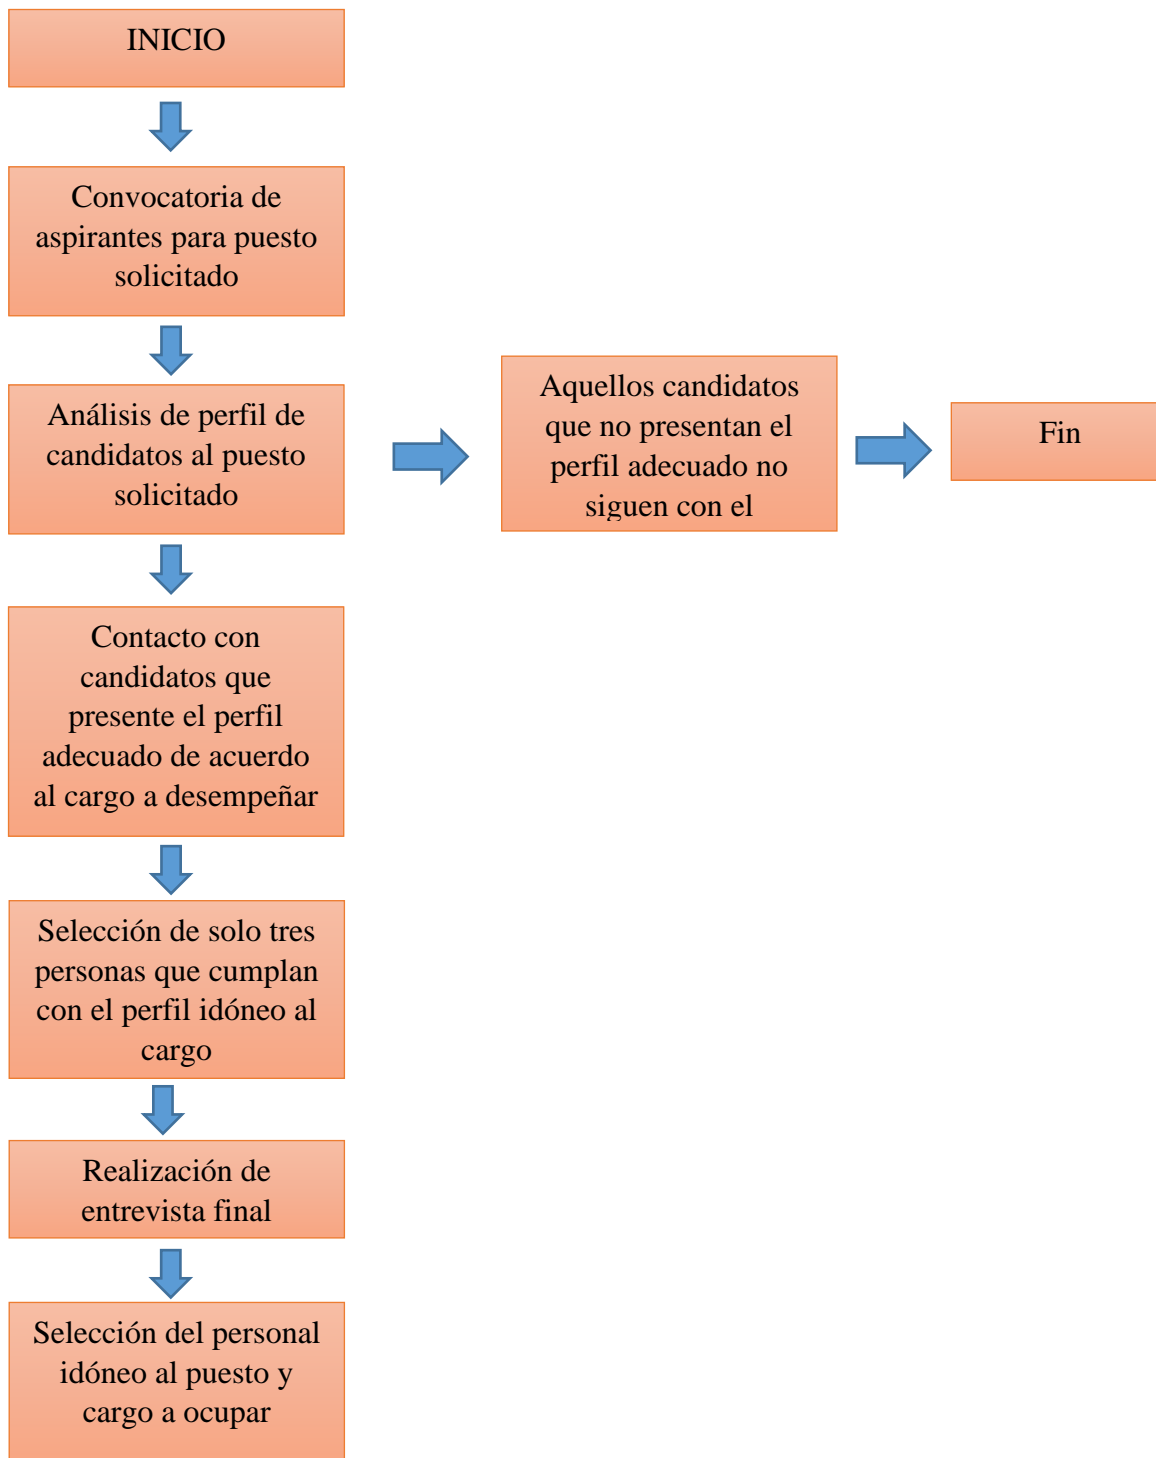 INICIO
Convocatoria de
aspirantes para puesto
solicitado
Análisis de perfil de
candidatos al puesto
solicitado
Aquellos candidatos
que no presentan el
perfil adecuado no
siguen con el
Fin
Contacto con
candidatos que
presente el perfil
adecuado de acuerdo
al cargo a desempeñar
Selección de solo tres
personas que cumplan
con el perfil idóneo al
cargo
Realización de
entrevista final
Selección del personal
idóneo al puesto y
cargo a ocupar